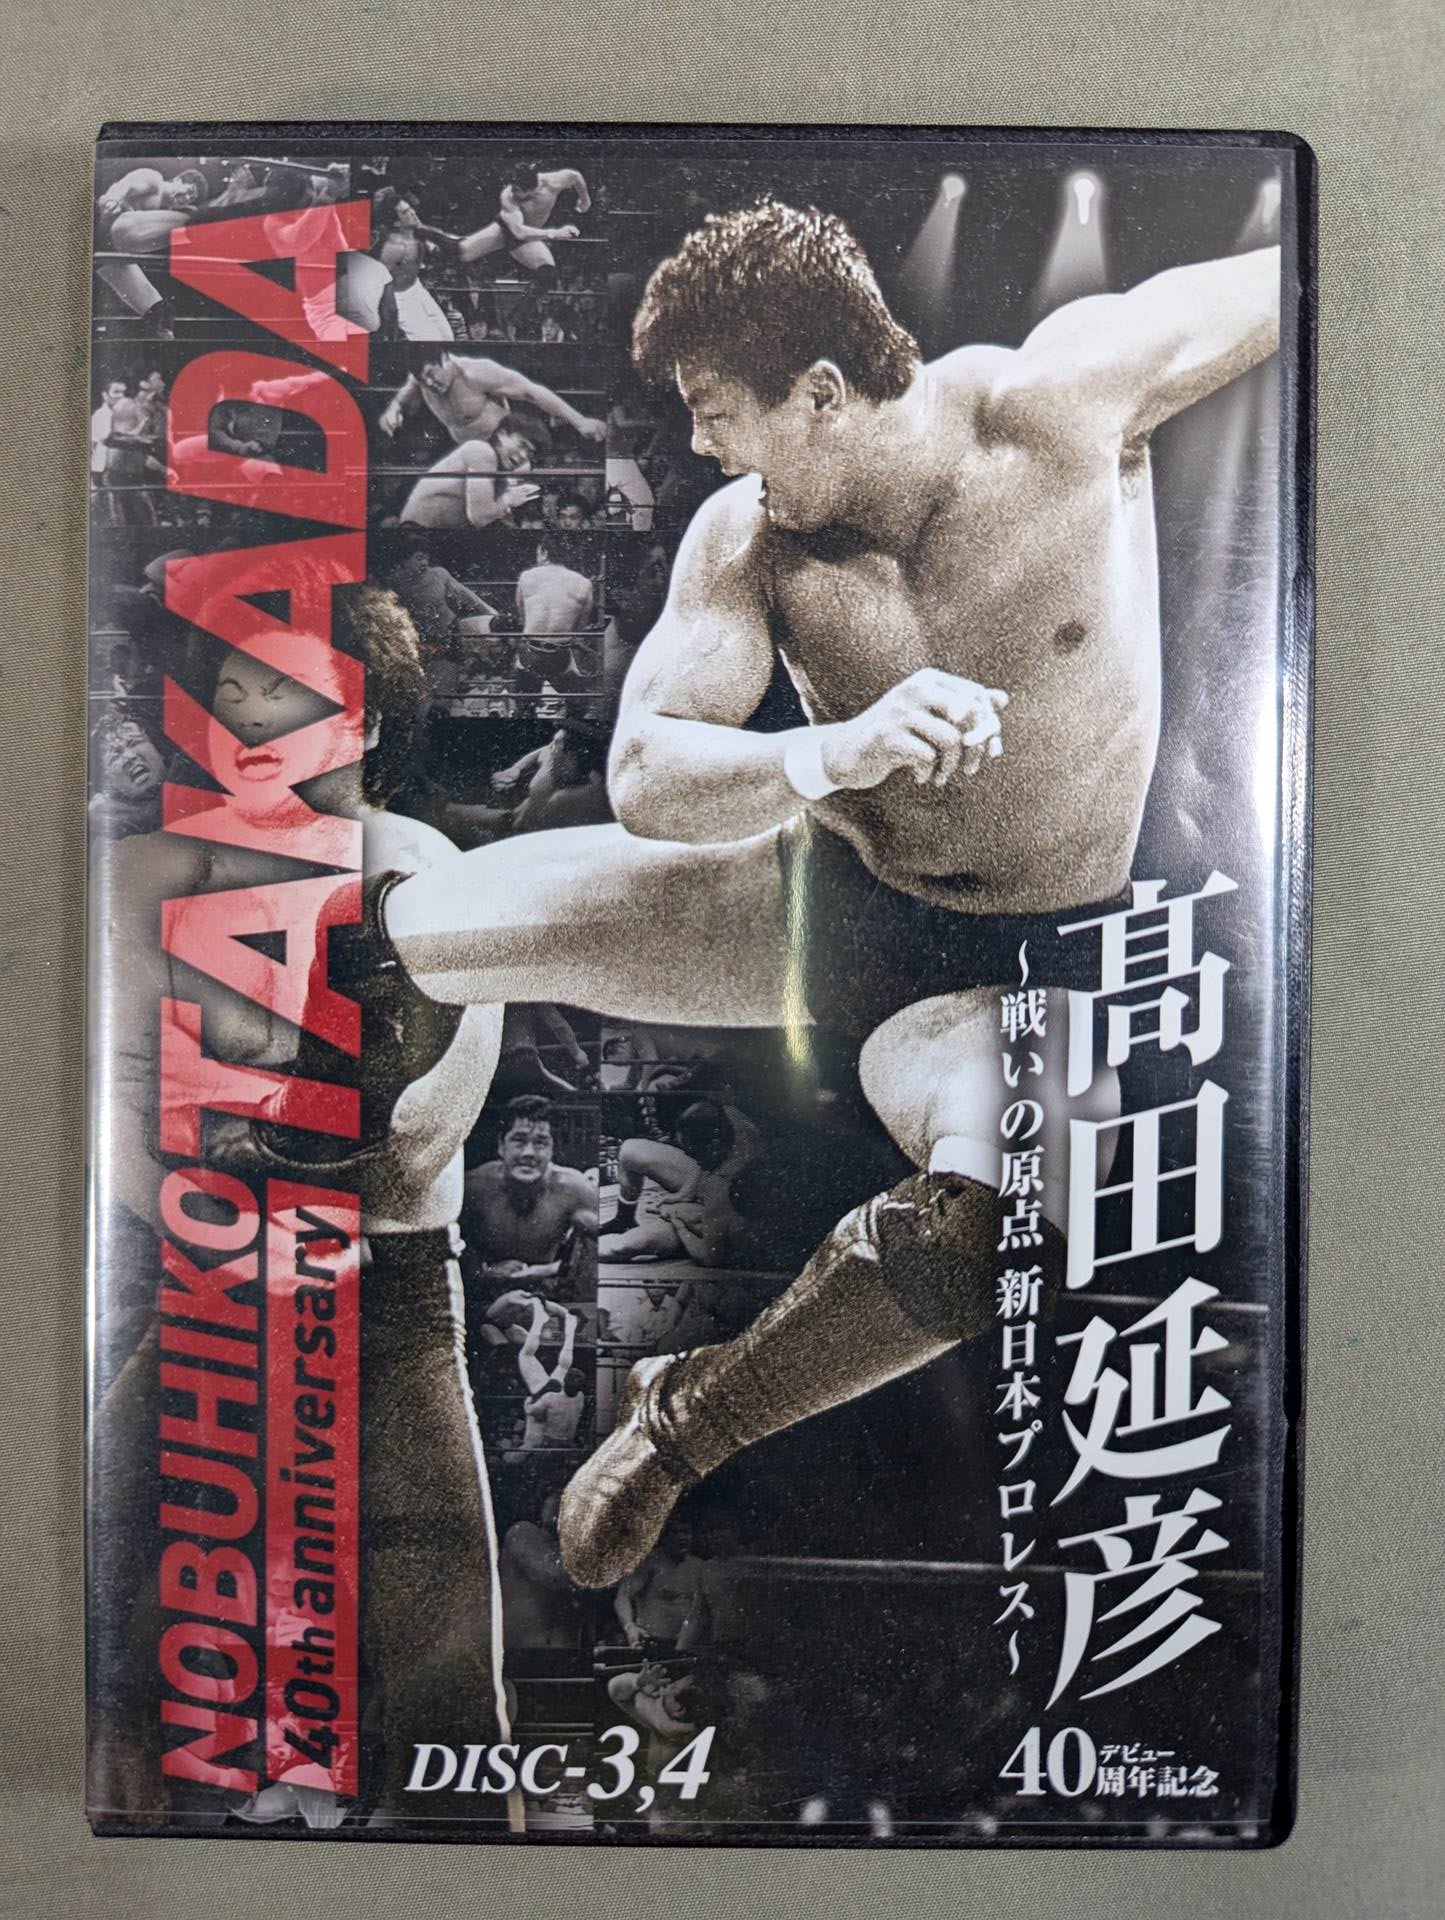 NOBUHIKO TAKADA
40th anniversary
髙田延彦
～戦いの原点 新日本プロレス～
デビュー
40周年記念
DISC-3,4